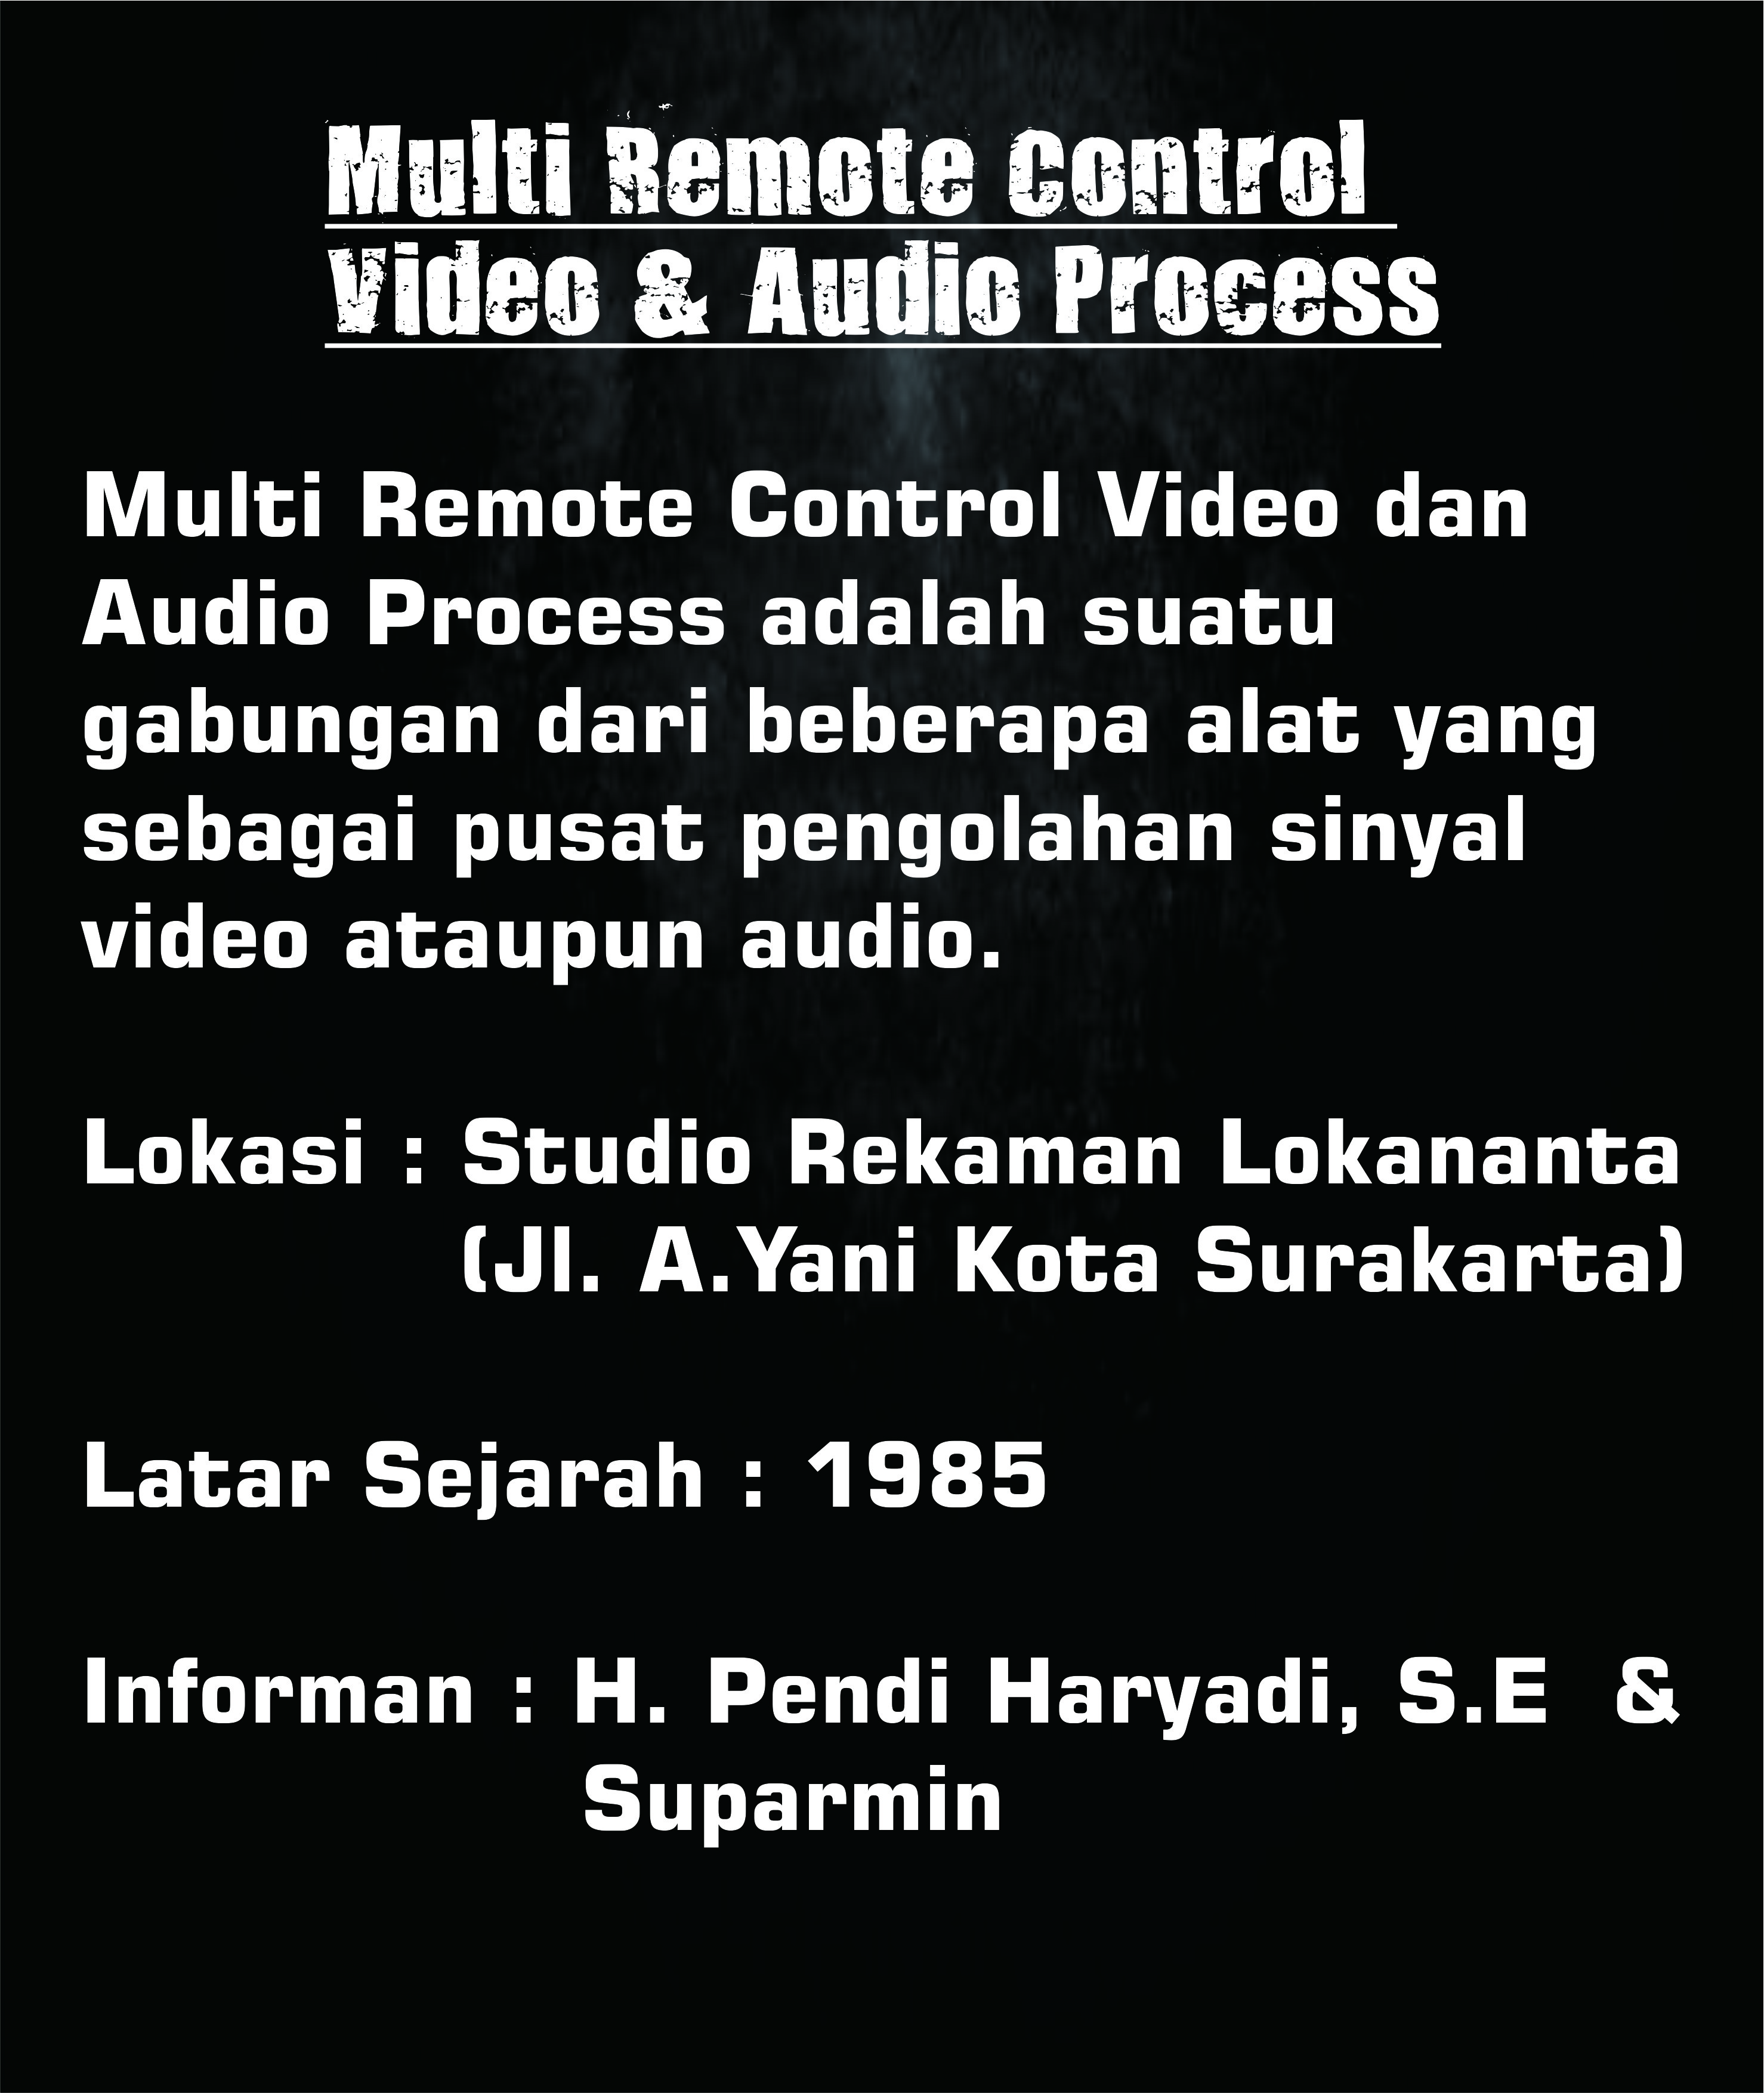 Multi Remote Control
Video & Audio Process
Multi Remote Control Video dan
Audio Process adalah suatu
gabungan dari beberapa alat yang
sebagai pusat pengolahan sinyal
video ataupun audio.
Lokasi : Studio Rekaman Lokananta
(Jl. A.Yani Kota Surakarta)
Latar Sejarah : 1985
Informan : H. Pendi Haryadi, S.E &
Suparmin